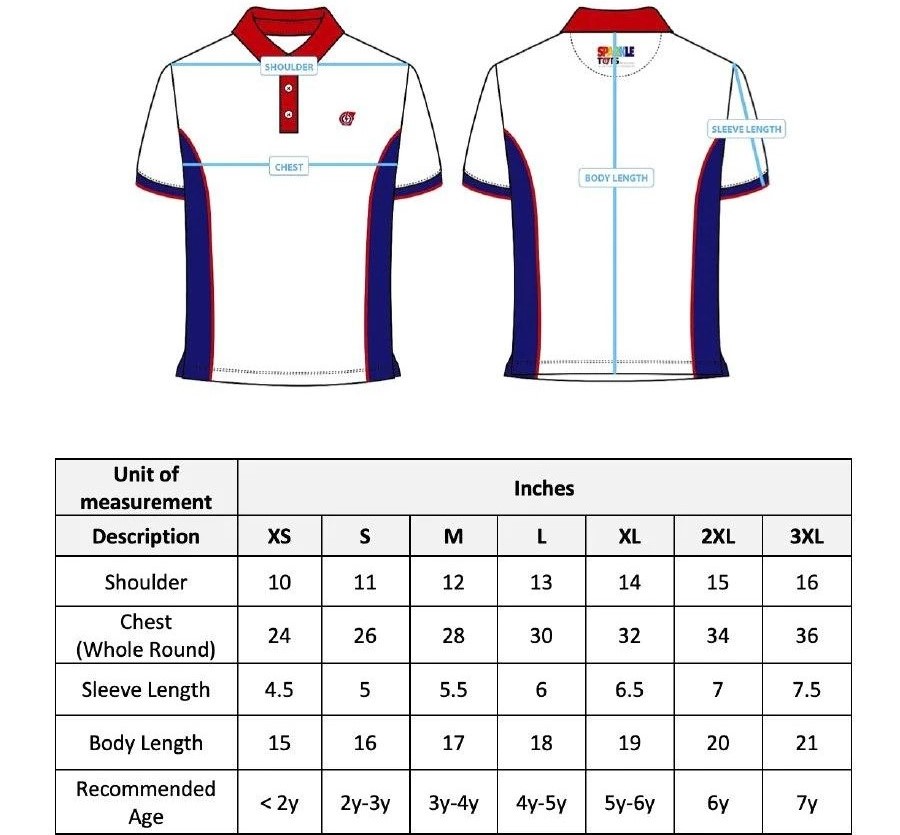 SHOULDER
CHEST
SPARKLE
TOTS
SLEEVE LENGTH
BODY LENGTH
Unit of
measurement
Inches
Description XS S M L XL 2XL 3XL
Shoulder 10 11 12 13 14 15 16
Chest
(Whole Round) 24 26 28 30 32 34 36
Sleeve Length 4.5 5 5.5 6 6.5 7 7.5
Body Length 15 16 17 18 19 20 21
Recommended
Age < 2y 2y-3y 3y-4y 4y-5y 5y-6y 6y 7y